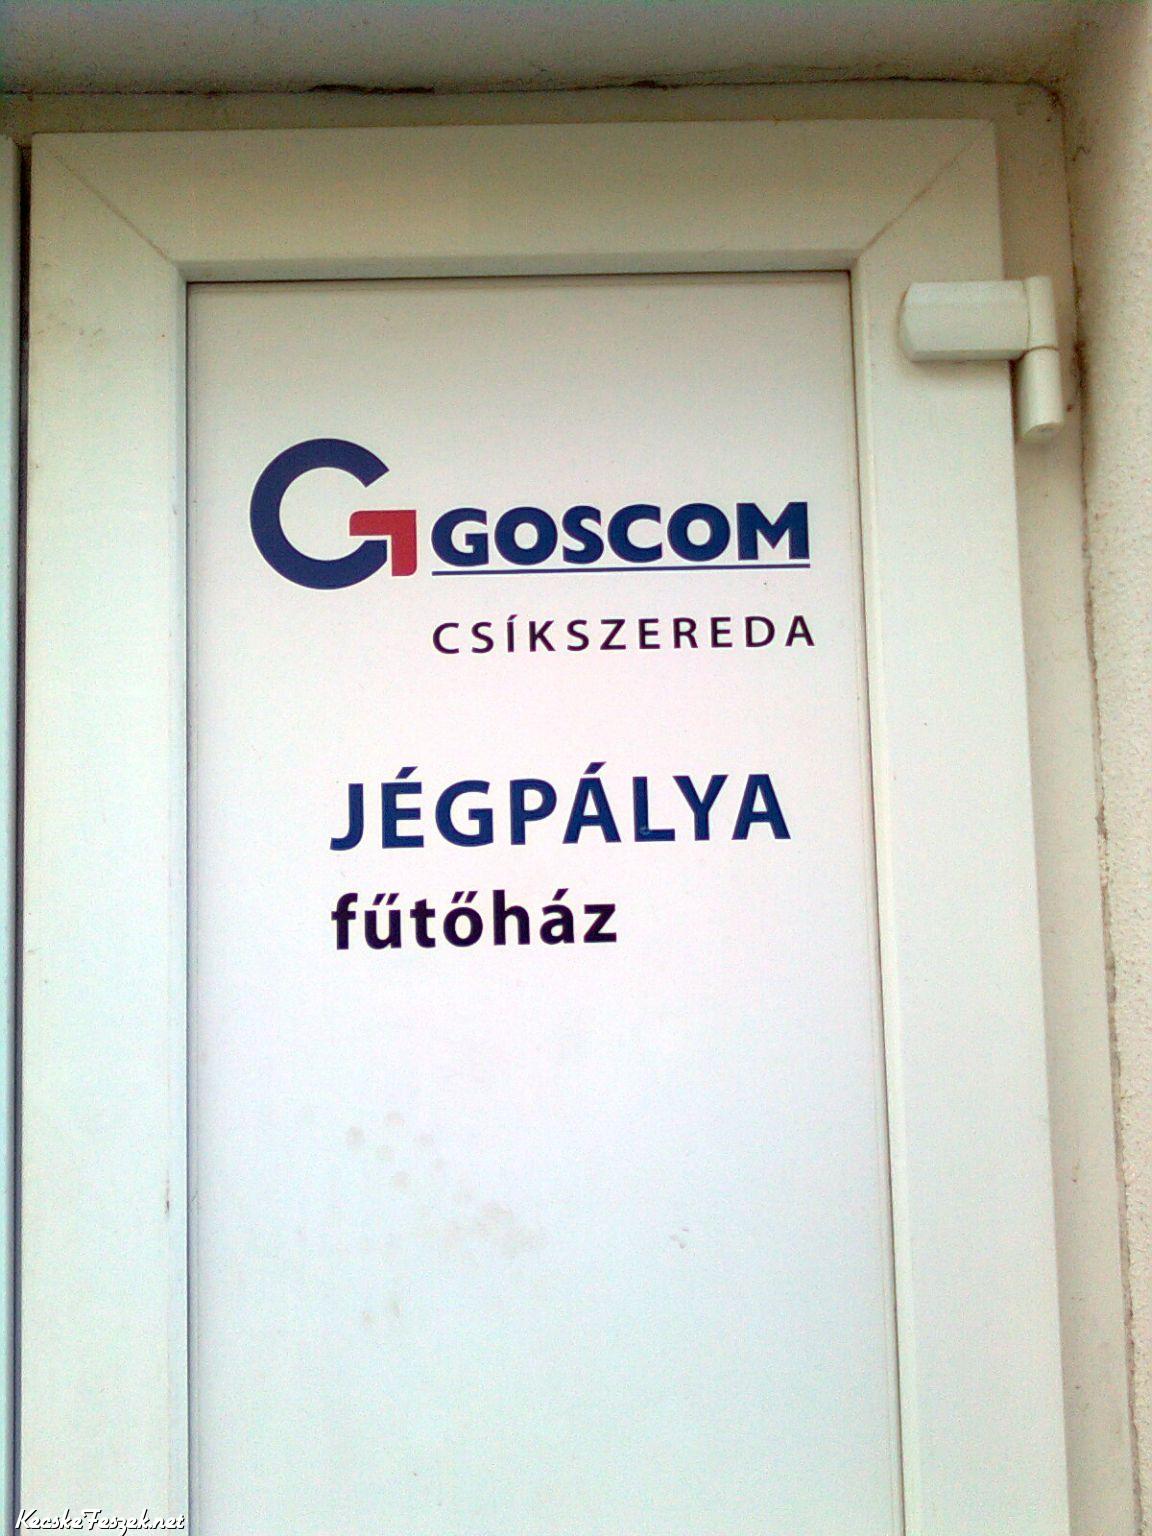 GOSCOM
CSÍKSZEREDA
JÉGPÁLYA
fűtőház
KecskeFeszek.net